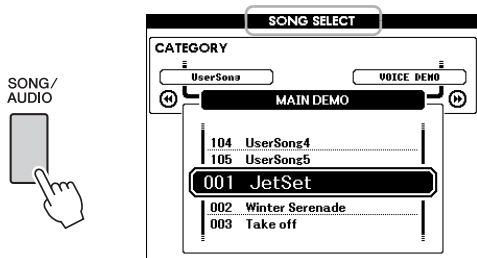 SONG SELECT
CATEGORY
UserSong
VOICE DEMO
SONG/
AUDIO
MAIN DEMO
104 UserSong4
105 UserSong5
001 JetSet
002 Winter Serenade
003 Take off